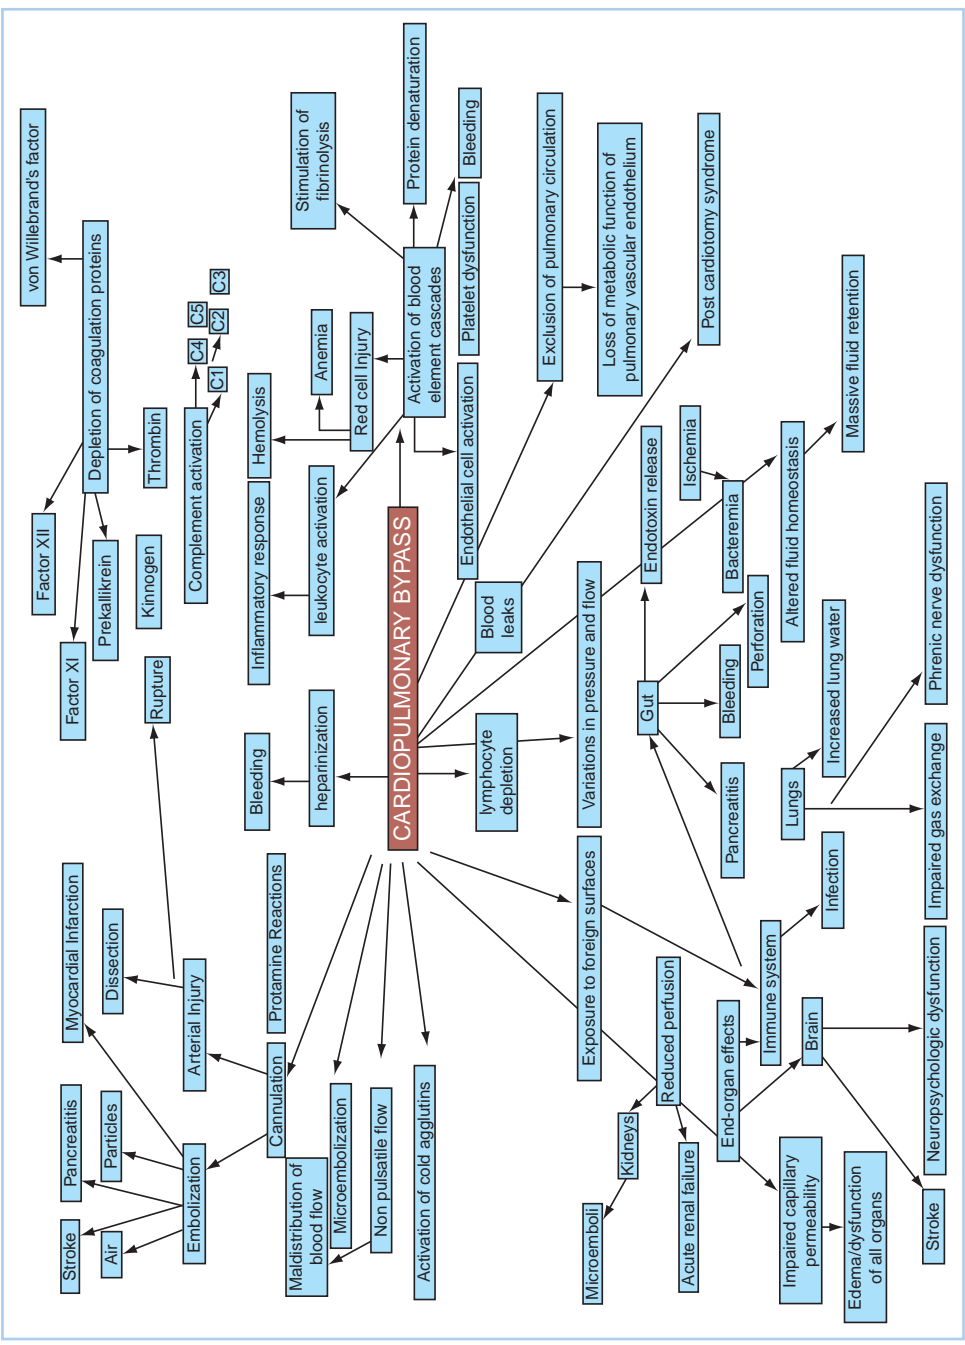 Stroke
Air
Pancreatitis
Particles
Myocardial Infarction
Dissection
Rupture
Embolization
Arterial Injury
Cannulation
Protamine Reactions
Maldistribution of
blood flow
Microembolization
Non pulsatile flow
Activation of cold agglutins
Factor XI
Factor XII
Prekallikrein
Kinnogen
Thrombin
Depletion of coagulation proteins
von Willebrand's factor
Complement activation
C1
C4
C2
C5
C3
Bleeding
heparinization
Inflammatory response
leukocyte activation
Hemolysis
Anemia
Red cell Injury
Stimulation of
fibrinolysis
Activation of blood
element cascades
Protein denaturation
Bleeding
Platelet dysfunction
Endothelial cell activation
CARDIOPULMONARY BYPASS
lymphocyte
depletion
Blood
leaks
Exclusion of pulmonary circulation
Loss of metabolic function of
pulmonary vascular endothelium
Post cardiotomy syndrome
Exposure to foreign surfaces
Variations in pressure and flow
Microemboli
Kidneys
Reduced perfusion
Acute renal failure
End-organ effects
Immune system
Infection
Brain
Impaired capillary
permeability
Edema/dysfunction
of all organs
Stroke
Neuropsychologic dysfunction
Gut
Endotoxin release
Pancreatitis
Bleeding
Perforation
Bacteremia
Ischemia
Altered fluid homeostasis
Massive fluid retention
Lungs
Increased lung water
Impaired gas exchange
Phrenic nerve dysfunction